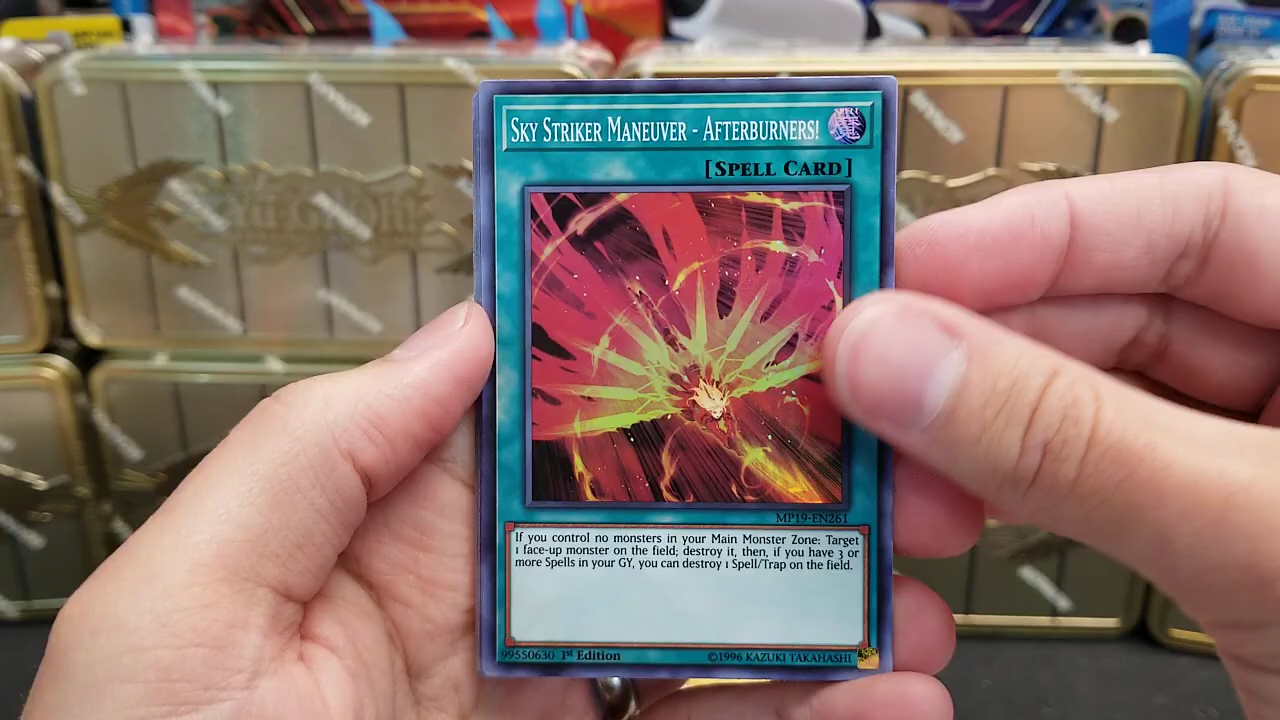 SKY STRIKER MANEUVER - AFTERBURNERS!
[SPELL CARD]
MP19-EN261
If you control no monsters in your Main Monster Zone: Target
1 face-up monster on the field; destroy it, then, if you have 3 or
more Spells in your GY, you can destroy 1 Spell/Trap on the field.
99550630 1st Edition
©1996 KAZUKI TAKAHASHI